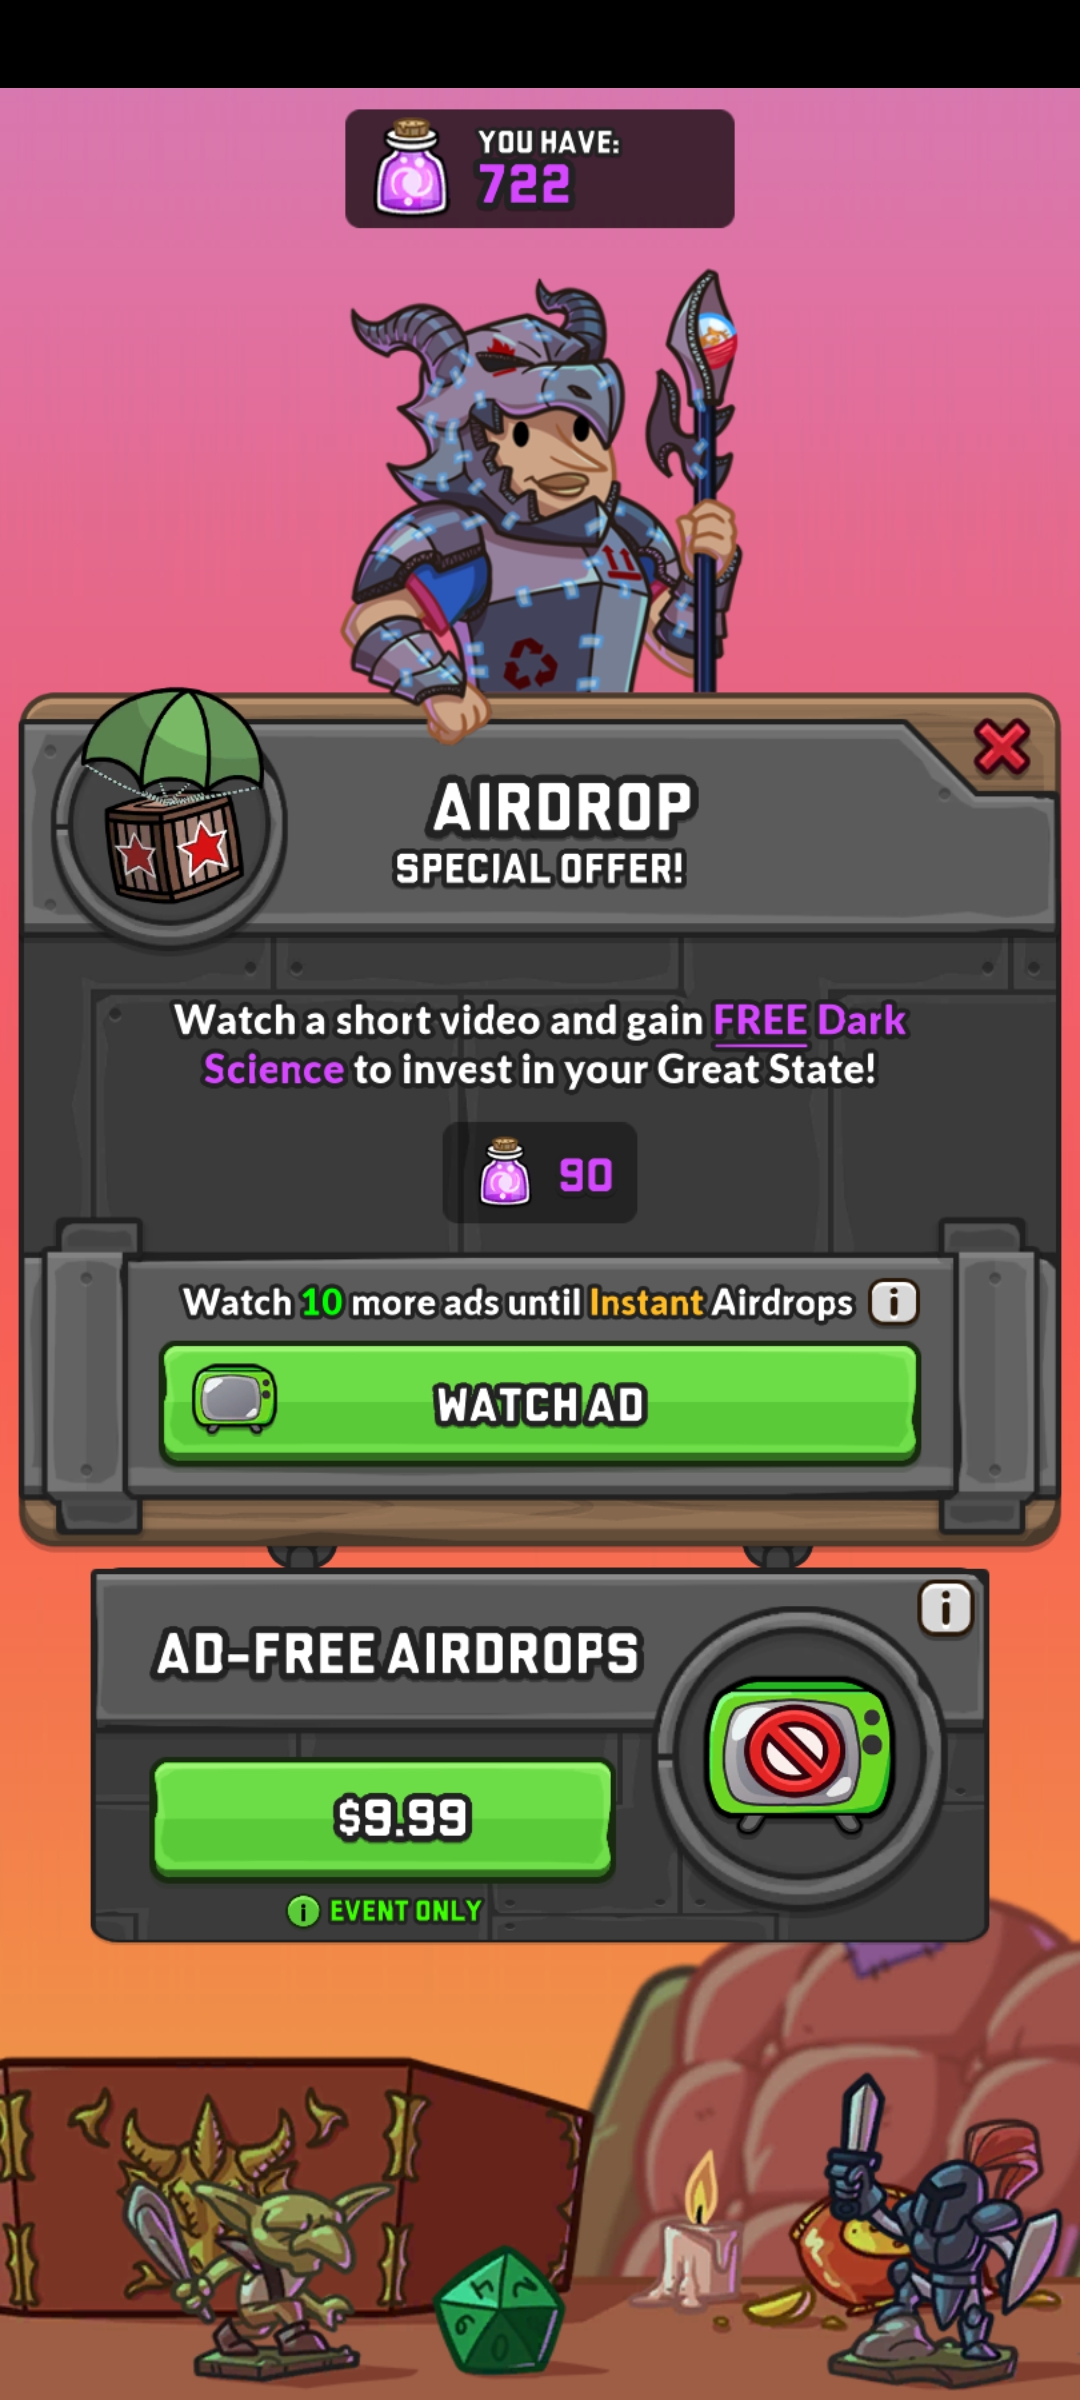 YOU HAVE:
722
AIRDROP
SPECIAL OFFER!
Watch a short video and gain FREE Dark
Science to invest in your Great State!
90
Watch 10 more ads until Instant Airdrops i
WATCH AD
i
AD-FREE AIRDROPS
$9.99
i EVENT ONLY